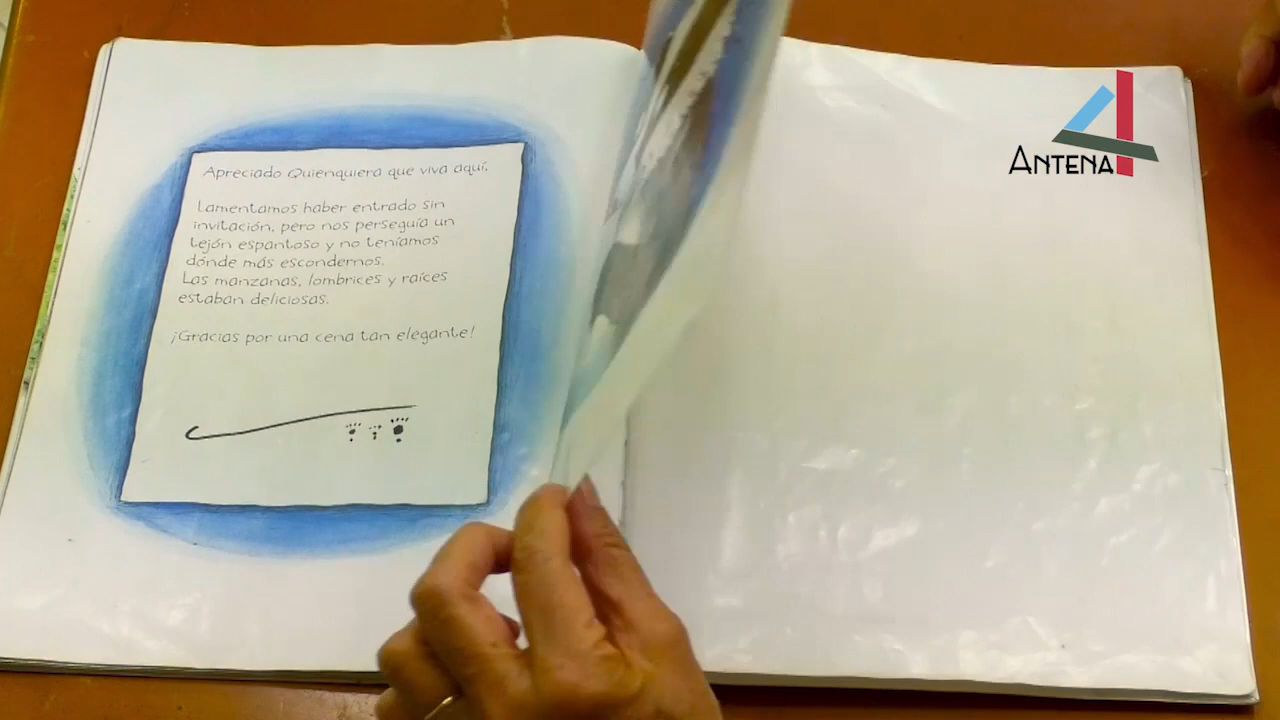 Apreciado Quienquiera que viva aquí,
Lamentamos haber entrado sin
invitación, pero nos perseguía un
tejón espantoso y no teníamos
dónde más escondernos.
Las manzanas, lombrices y raíces
estaban deliciosas.
¡Gracias por una cena tan elegante!
ANTENA 4